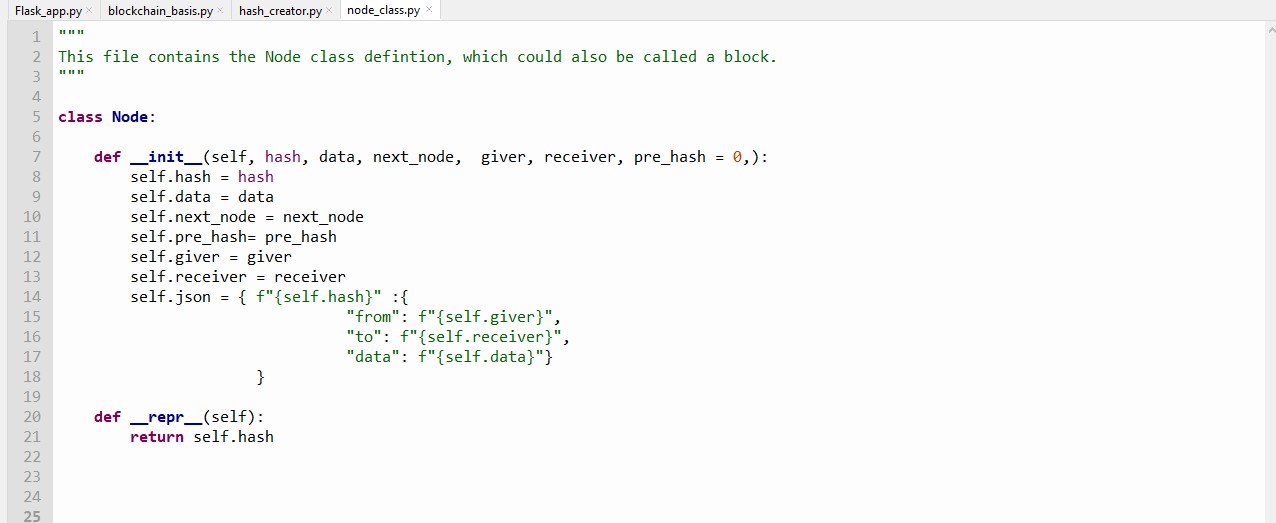 Flask_app.py × blockchain_basis.py × hash_creator.py × node_class.py ×
1 """
2 This file contains the Node class defintion, which could also be called a block.
3 """
4
5 class Node:
6
7     def __init__(self, hash, data, next_node,  giver, receiver, pre_hash = 0,):
8         self.hash = hash
9         self.data = data
10         self.next_node = next_node
11         self.pre_hash= pre_hash
12         self.giver = giver
13         self.receiver = receiver
14         self.json = { f"{self.hash}" :{
15                                 "from": f"{self.giver}",
16                                 "to": f"{self.receiver}",
17                                 "data": f"{self.data}"}
18                       }
19
20     def __repr__(self):
21         return self.hash
22
23
24
25